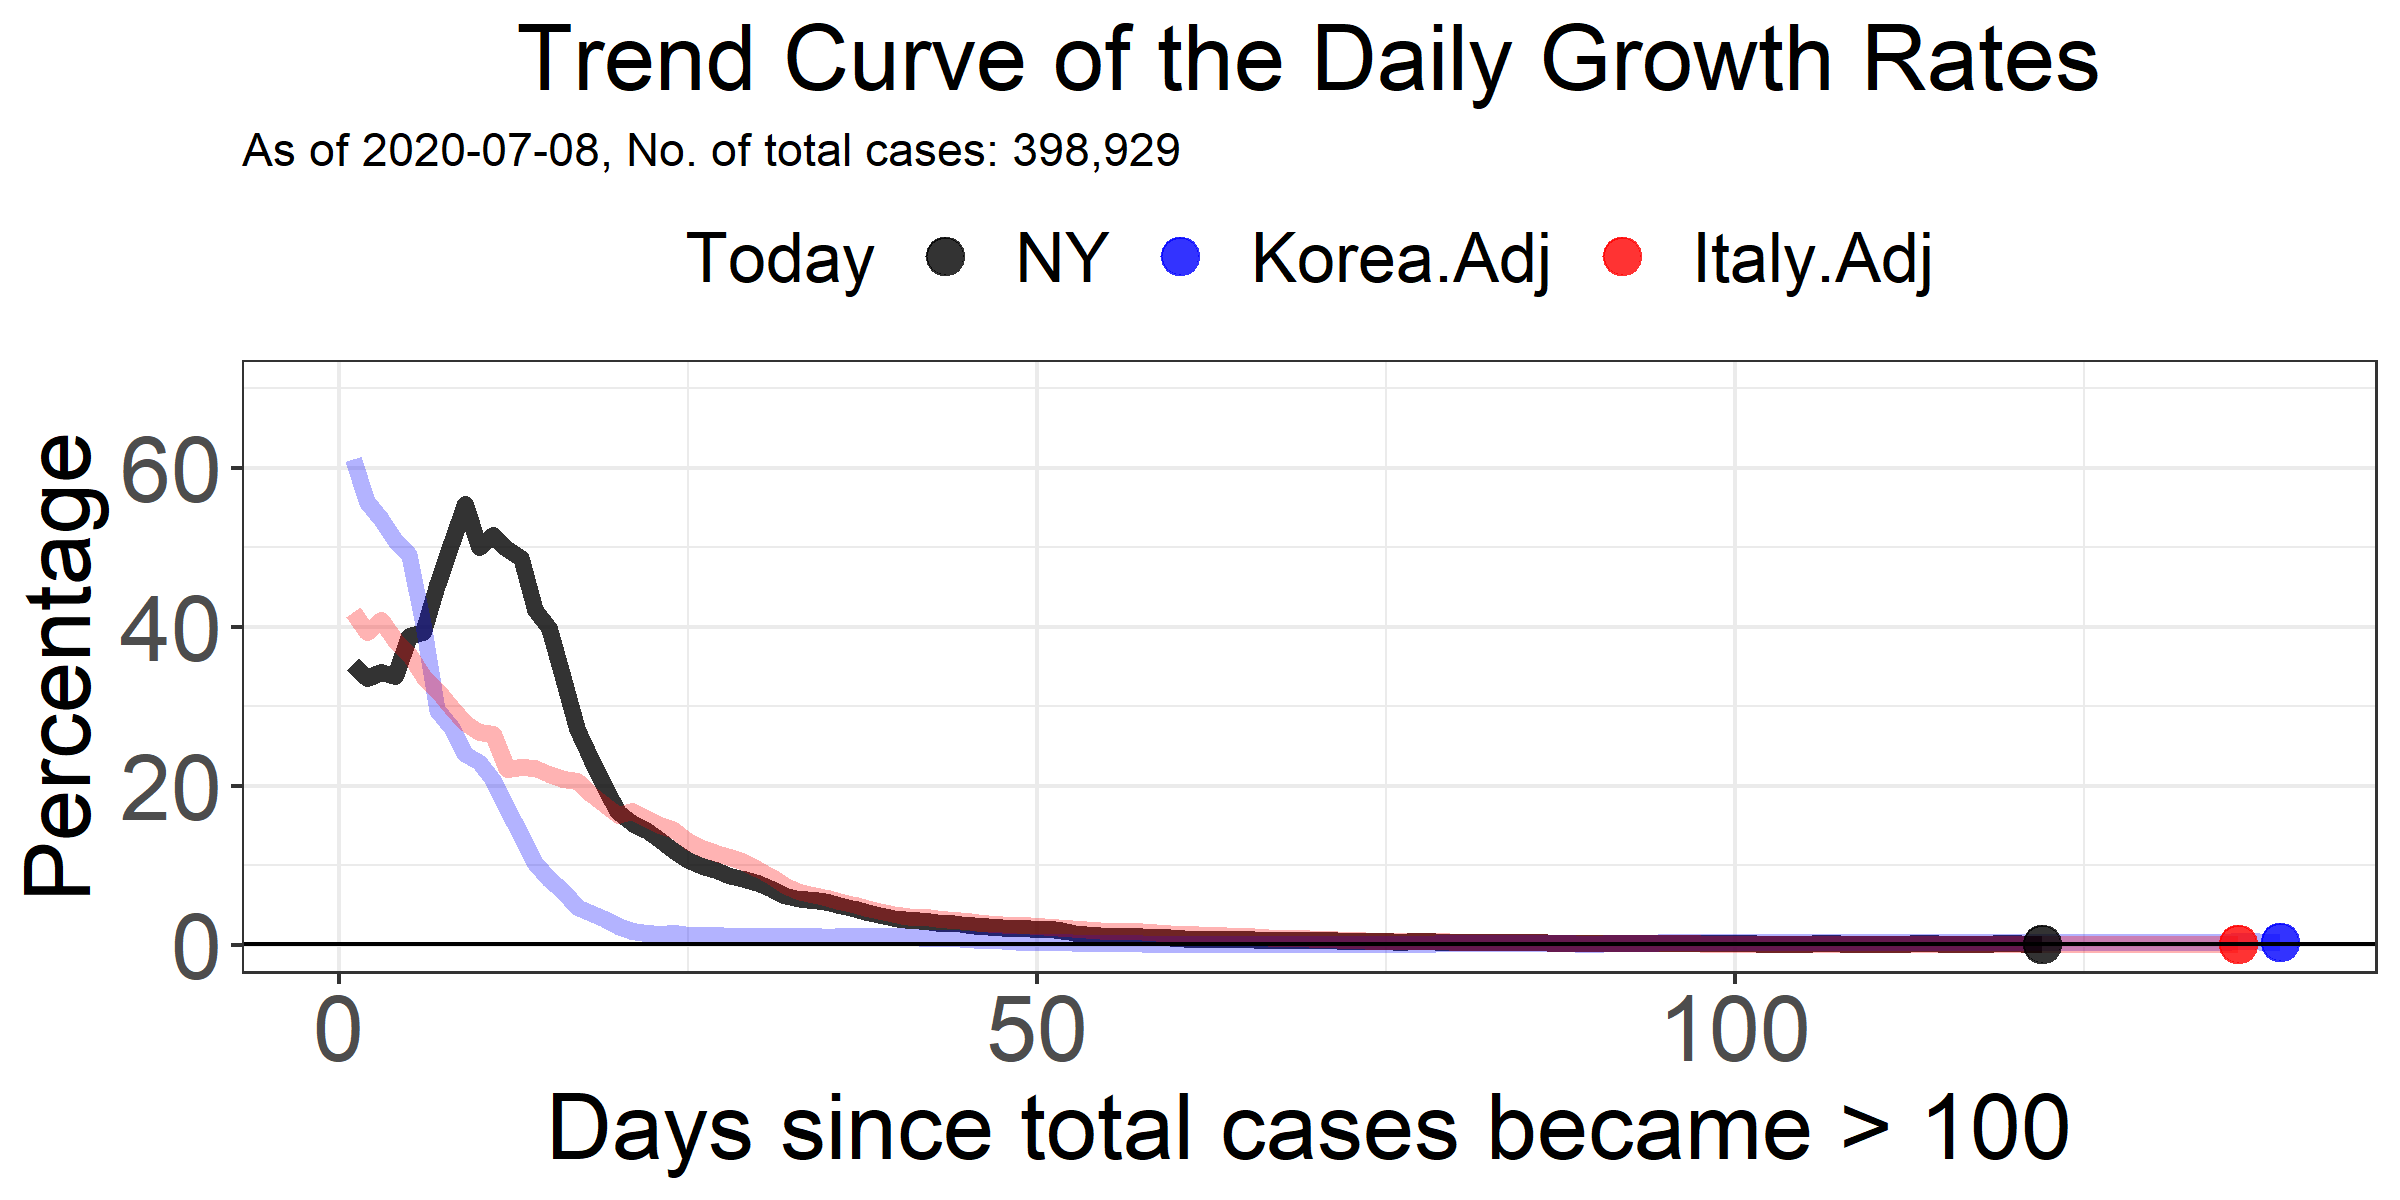 Trend Curve of the Daily Growth Rates
As of 2020-07-08, No. of total cases: 398,929
Today NY Korea.Adj Italy.Adj
Percentage
60
40
20
0
0 50 100
Days since total cases became > 100